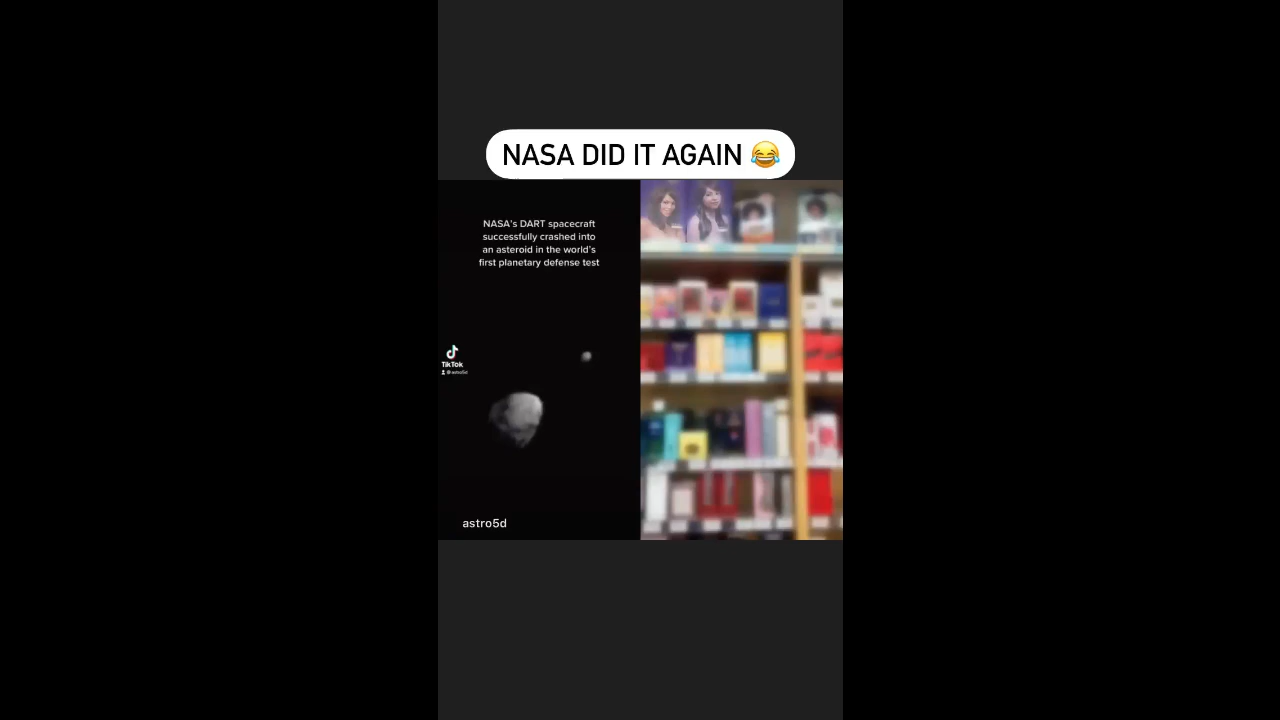 NASA DID IT AGAIN 😂
NASA's DART spacecraft
successfully crashed into
an asteroid in the world's
first planetary defense test
TikTok
@astro5d
astro5d